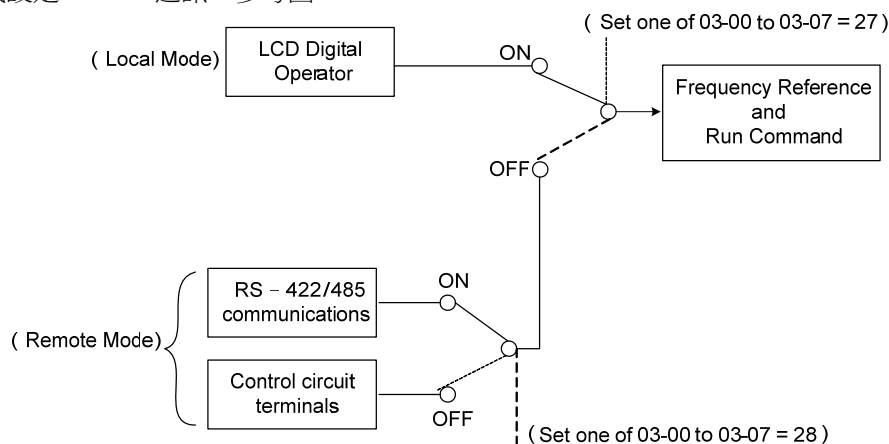 ( Set one of 03-00 to 03-07 = 27)
( Local Mode)
LCD Digital
Operator
ON
Frequency Reference
and
Run Command
OFF
RS – 422/485
communications
ON
( Remote Mode)
Control circuit
terminals
OFF
(Set one of 03-00 to 03-07 = 28)